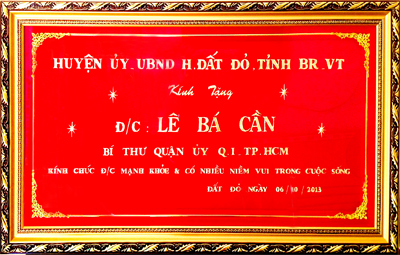 HUYỆN ỦY.UBND H.ĐẤT ĐỎ.TỈNH BR.VT
Kính Tặng
Đ/C: LÊ BÁ CẦN
BÍ THƯ QUẬN ỦY Q 1.TP.HCM
KÍNH CHÚC Đ/C MẠNH KHỎE & CÓ NHIỀU NIỀM VUI TRONG CUỘC SỐNG
ĐẤT ĐỎ NGÀY 06/10/2013